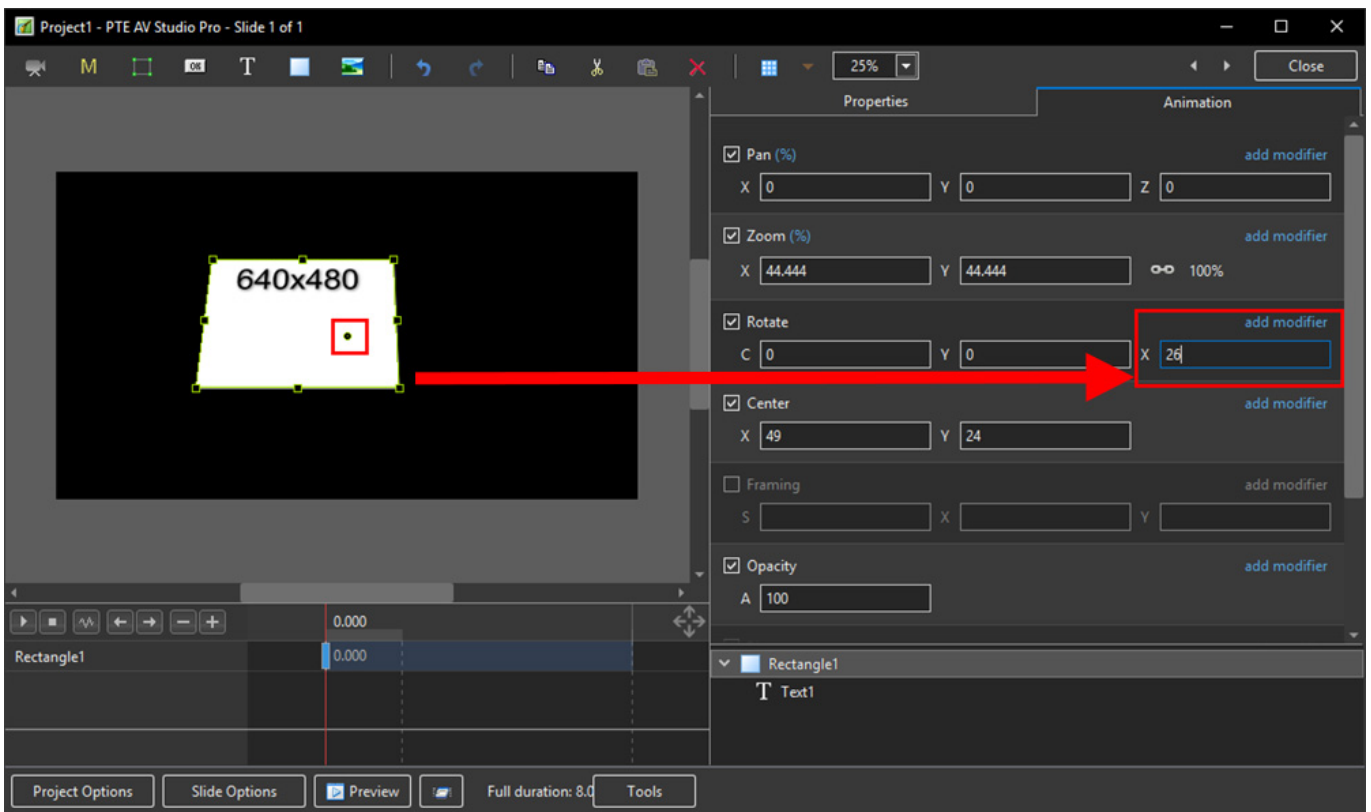 Project1 - PTE AV Studio Pro - Slide 1 of 1
M OK T 25% Close
Properties Animation
Pan (%) add modifier
X 0 Y 0 Z 0
Zoom (%) add modifier
X 44.444 Y 44.444 100%
640x480
Rotate add modifier
C 0 Y 0 X 26
Center add modifier
X 49 Y 24
Framing add modifier
S X Y
Opacity add modifier
A 100
0.000
Rectangle1 0.000
Rectangle1
T Text1
Project Options Slide Options Preview Full duration: 8.0 Tools